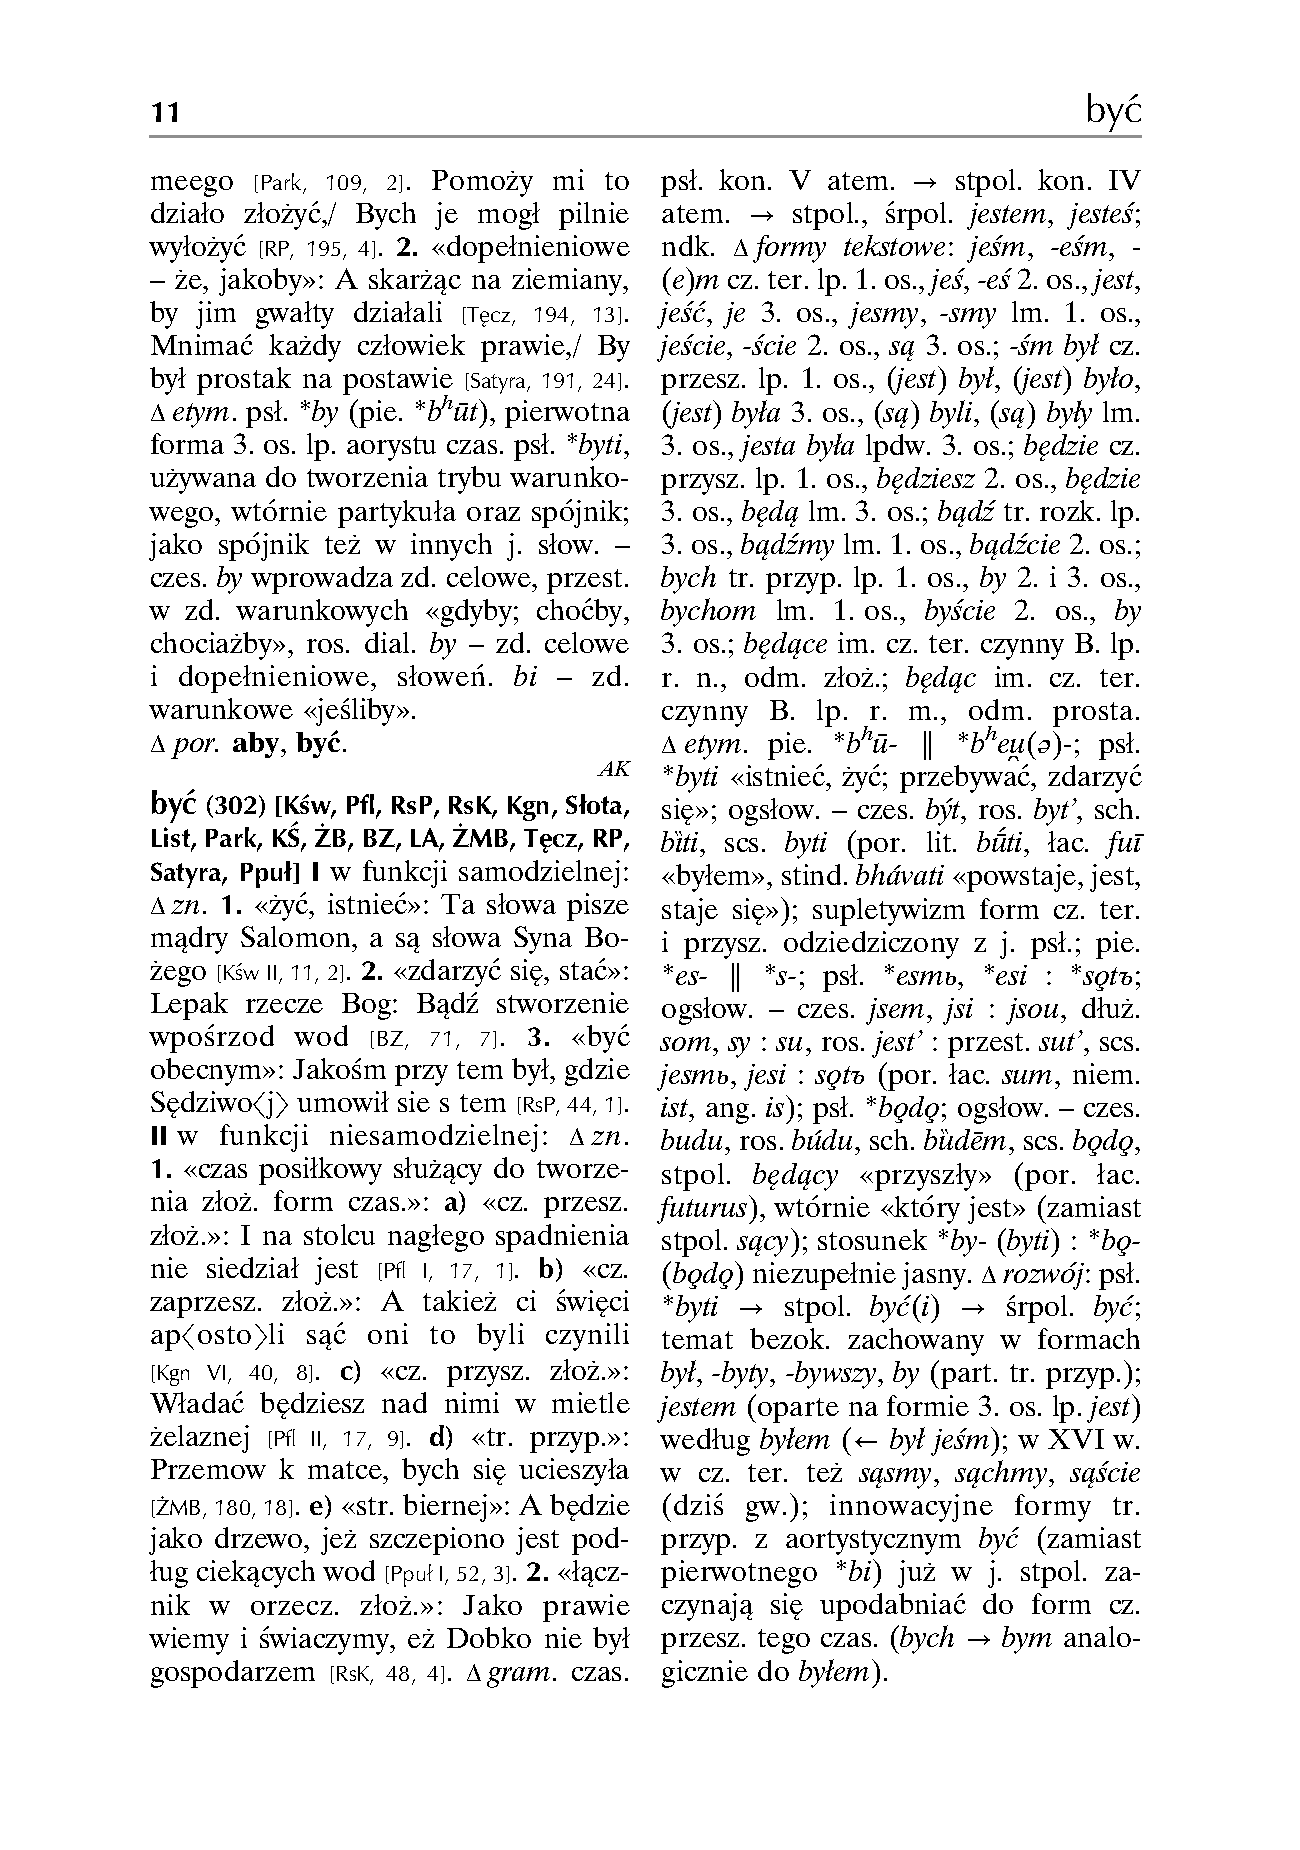 11
być
meego [Park, 109, 2]. Pomoży mi to
działo złożyć,/ Bych je mogł pilnie
wyłożyć [RP, 195, 4]. 2. «dopełnieniowe
– że, jakoby»: A skarżąc na ziemiany,
by jim gwałty działali [Tęcz, 194, 13].
Mnimać każdy człowiek prawie,/ By
był prostak na postawie [Satyra, 191, 24].
∆ etym. psł. *by (pie. *bʰūt), pierwotna
forma 3. os. lp. aorystu czas. psł. *byti,
używana do tworzenia trybu warunko-
wego, wtórnie partykuła oraz spójnik;
jako spójnik też w innych j. słow. –
czes. by wprowadza zd. celowe, przest.
w zd. warunkowych «gdyby; choćby,
chociażby», ros. dial. by – zd. celowe
i dopełnieniowe, słoweń. bi – zd.
warunkowe «jeśliby».
∆ por. aby, być.
AK
być (302) [Kśw, Pfl, RsP, RsK, Kgn, Słota,
List, Park, KŚ, ŻB, BZ, LA, ŻMB, Tęcz, RP,
Satyra, Ppuł] I w funkcji samodzielnej:
∆ zn. 1. «żyć, istnieć»: Ta słowa pisze
mądry Salomon, a są słowa Syna Bo-
żego [Kśw II, 11, 2]. 2. «zdarzyć się, stać»:
Lepak rzecze Bog: Bądź stworzenie
wpośrzod wod [BZ, 71, 7]. 3. «być
obecnym»: Jakośm przy tem był, gdzie
Sędziwo〈j〉 umowił sie s tem [RsP, 44, 1].
II w funkcji niesamodzielnej: ∆ zn.
1. «czas posiłkowy służący do tworze-
nia złoż. form czas.»: a) «cz. przesz.
złoż.»: I na stolcu nagłego spadnienia
nie siedział jest [Pfl I, 17, 1]. b) «cz.
zaprzesz. złoż.»: A takież ci święci
ap〈osto〉li sąć oni to byli czynili
[Kgn VI, 40, 8]. c) «cz. przysz. złoż.»:
Władać będziesz nad nimi w mietle
żelaznej [Pfl II, 17, 9]. d) «tr. przyp.»:
Przemow k matce, bych się ucieszyła
[ŻMB, 180, 18]. e) «str. biernej»: A będzie
jako drzewo, jeż szczepiono jest pod-
ług ciekących wod [Ppuł I, 52, 3]. 2. «łącz-
nik w orzecz. złoż.»: Jako prawie
wiemy i świaczymy, eż Dobko nie był
gospodarzem [RsK, 48, 4]. ∆ gram. czas.
psł. kon. V atem. → stpol. kon. IV
atem. → stpol., śrpol. jestem, jesteś;
ndk. ∆ formy tekstowe: jeśm, -eśm, -
(e)m cz. ter. lp. 1. os., jeś, -eś 2. os., jest,
jeść, je 3. os., jesmy, -smy lm. 1. os.,
jeście, -ście 2. os., są 3. os.; -śm był cz.
przesz. lp. 1. os., (jest) był, (jest) było,
(jest) była 3. os., (są) byli, (są) były lm.
3. os., jesta była lpdw. 3. os.; będzie cz.
przysz. lp. 1. os., będziesz 2. os., będzie
3. os., będą lm. 3. os.; bądź tr. rozk. lp.
3. os., bądźmy lm. 1. os., bądźcie 2. os.;
bych tr. przyp. lp. 1. os., by 2. i 3. os.,
bychom lm. 1. os., byście 2. os., by
3. os.; będące im. cz. ter. czynny B. lp.
r. n., odm. złoż.; będąc im. cz. ter.
czynny B. lp. r. m., odm. prosta.
∆ etym. pie. *bʰū- ‖ *bʰeu̯(ə)-; psł.
*byti «istnieć, żyć; przebywać, zdarzyć
się»; ogsłow. – czes. být, ros. byt’, sch.
bȉti, scs. byti (por. lit. bū́ti, łac. fuī
«byłem», stind. bhávati «powstaje, jest,
staje się»); supletywizm form cz. ter.
i przysz. odziedziczony z j. psł.; pie.
*es- ‖ *s-; psł. *esmь, *esi : *sǫtъ;
ogsłow. – czes. jsem, jsi : jsou, dłuż.
som, sy : su, ros. jest’ : przest. sut’, scs.
jesmь, jesi : sǫtъ (por. łac. sum, niem.
ist, ang. is); psł. *bǫdǫ; ogsłow. – czes.
budu, ros. búdu, sch. bȕdēm, scs. bǫdǫ,
stpol. będący «przyszły» (por. łac.
futurus), wtórnie «który jest» (zamiast
stpol. sący); stosunek *by- (byti) : *bǫ-
(bǫdǫ) niezupełnie jasny. ∆ rozwój: psł.
*byti → stpol. być(i) → śrpol. być;
temat bezok. zachowany w formach
był, -byty, -bywszy, by (part. tr. przyp.);
jestem (oparte na formie 3. os. lp. jest)
według byłem (← był jeśm); w XVI w.
w cz. ter. też sąsmy, sąchmy, sąście
(dziś gw.); innowacyjne formy tr.
przyp. z aortystycznym być (zamiast
pierwotnego *bi) już w j. stpol. za-
czynają się upodabniać do form cz.
przesz. tego czas. (bych → bym analo-
gicznie do byłem).